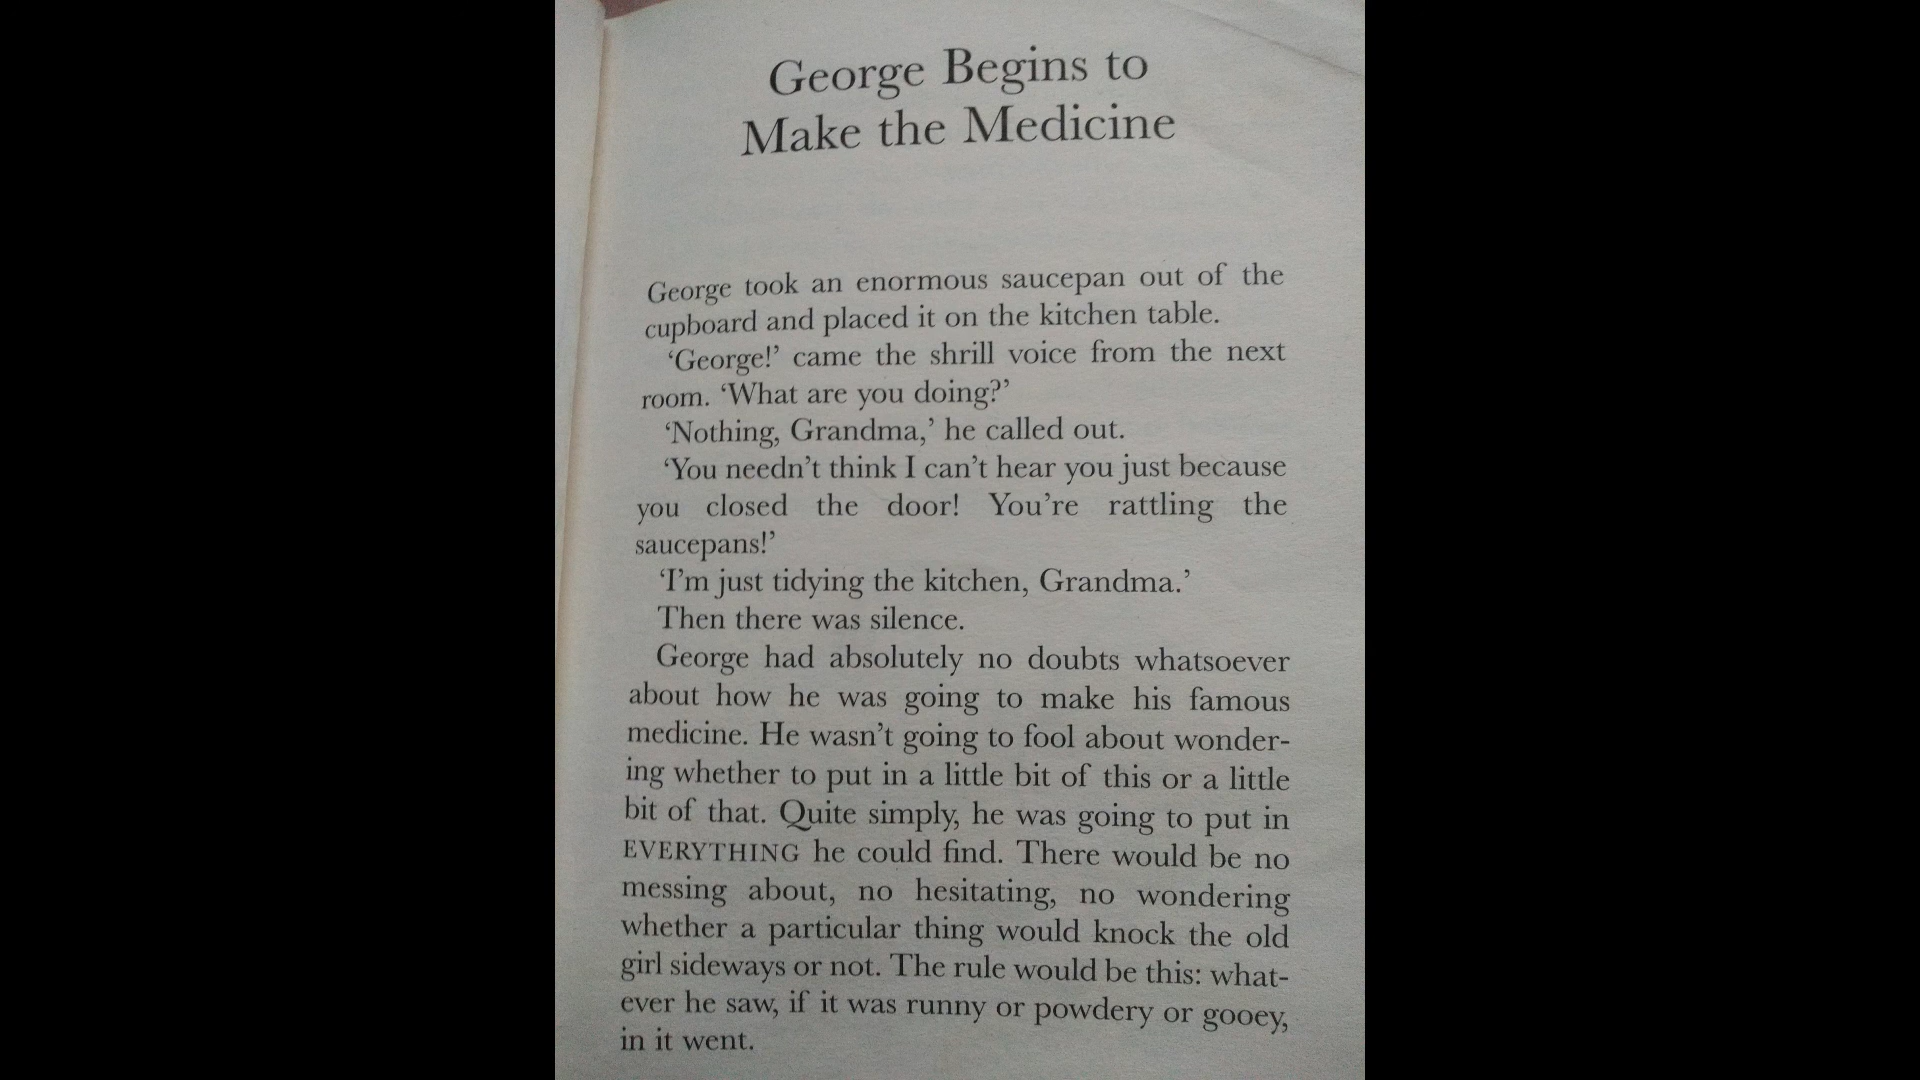 George Begins to
Make the Medicine
George took an enormous saucepan out of the
cupboard and placed it on the kitchen table.
‘George!’ came the shrill voice from the next
room. ‘What are you doing?’
‘Nothing, Grandma,’ he called out.
‘You needn’t think I can’t hear you just because
you closed the door! You’re rattling the
saucepans!’
‘I’m just tidying the kitchen, Grandma.’
Then there was silence.
George had absolutely no doubts whatsoever
about how he was going to make his famous
medicine. He wasn’t going to fool about wonder-
ing whether to put in a little bit of this or a little
bit of that. Quite simply, he was going to put in
EVERYTHING he could find. There would be no
messing about, no hesitating, no wondering
whether a particular thing would knock the old
girl sideways or not. The rule would be this: what-
ever he saw, if it was runny or powdery or gooey,
in it went.